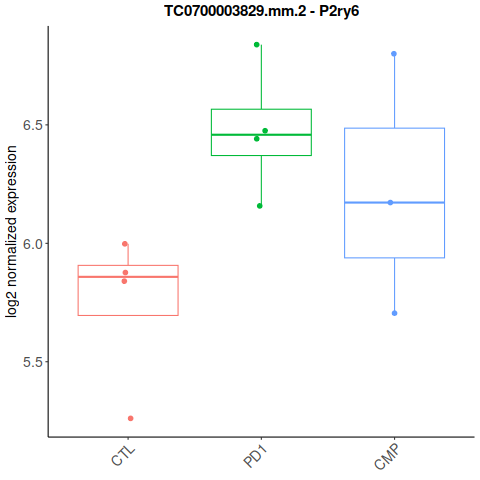 TC0700003829.mm.2 - P2ry6
log2 normalized expression
6.5
6.0
5.5
CTL
PD1
CMP